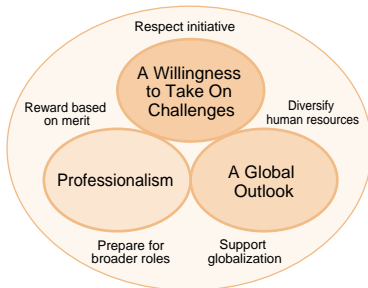 Respect initiative
A Willingness
to Take On
Challenges
Reward based
on merit
Diversify
human resources
Professionalism
A Global
Outlook
Prepare for
broader roles
Support
globalization